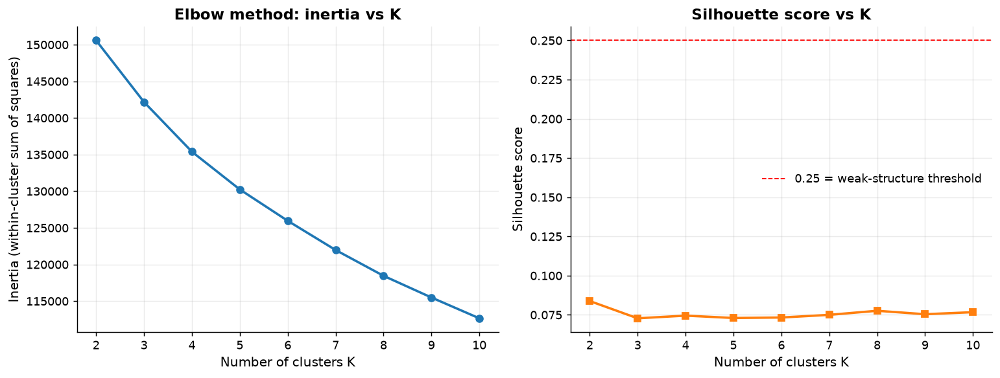 Elbow method: inertia vs K
Inertia (within-cluster sum of squares)
150000
145000
140000
135000
130000
125000
120000
115000
2 3 4 5 6 7 8 9 10
Number of clusters K
Silhouette score vs K
Silhouette score
0.250
0.225
0.200
0.175
0.150
0.125
0.100
0.075
0.25 = weak-structure threshold
2 3 4 5 6 7 8 9 10
Number of clusters K